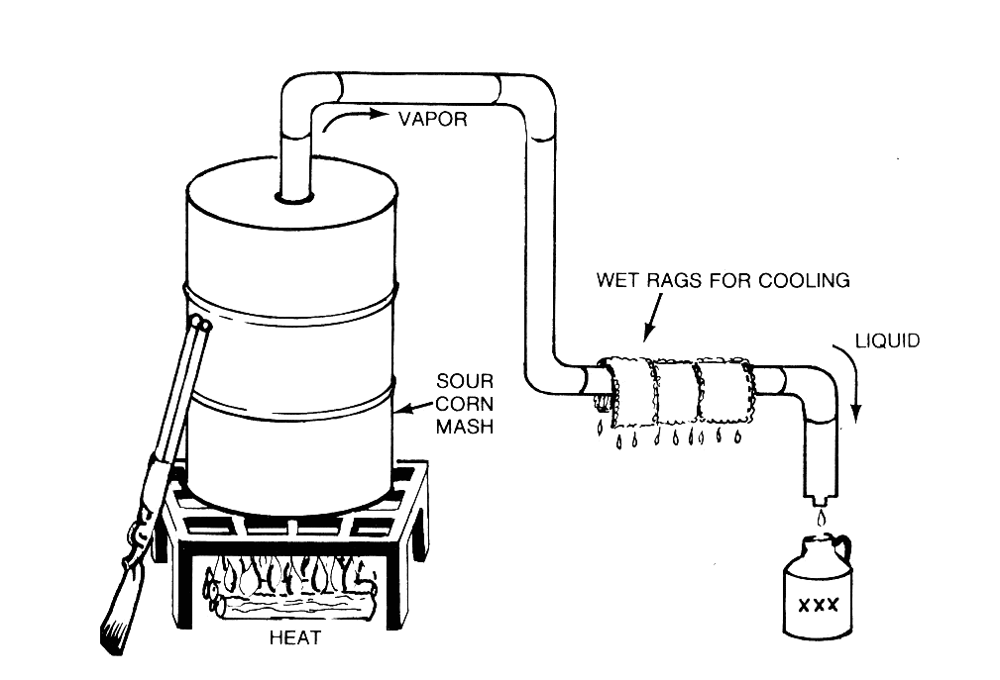 VAPOR
WET RAGS FOR COOLING
LIQUID
SOUR
CORN
MASH
XXX
HEAT